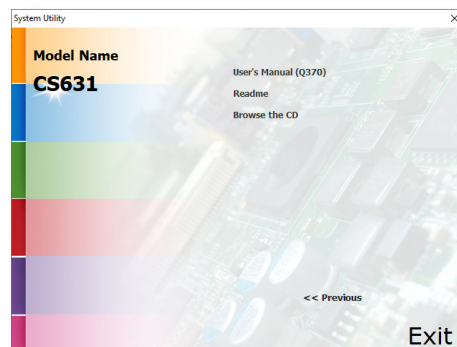 System Utility
Model Name
CS631
User's Manual (Q370)
Readme
Browse the CD
<< Previous
Exit